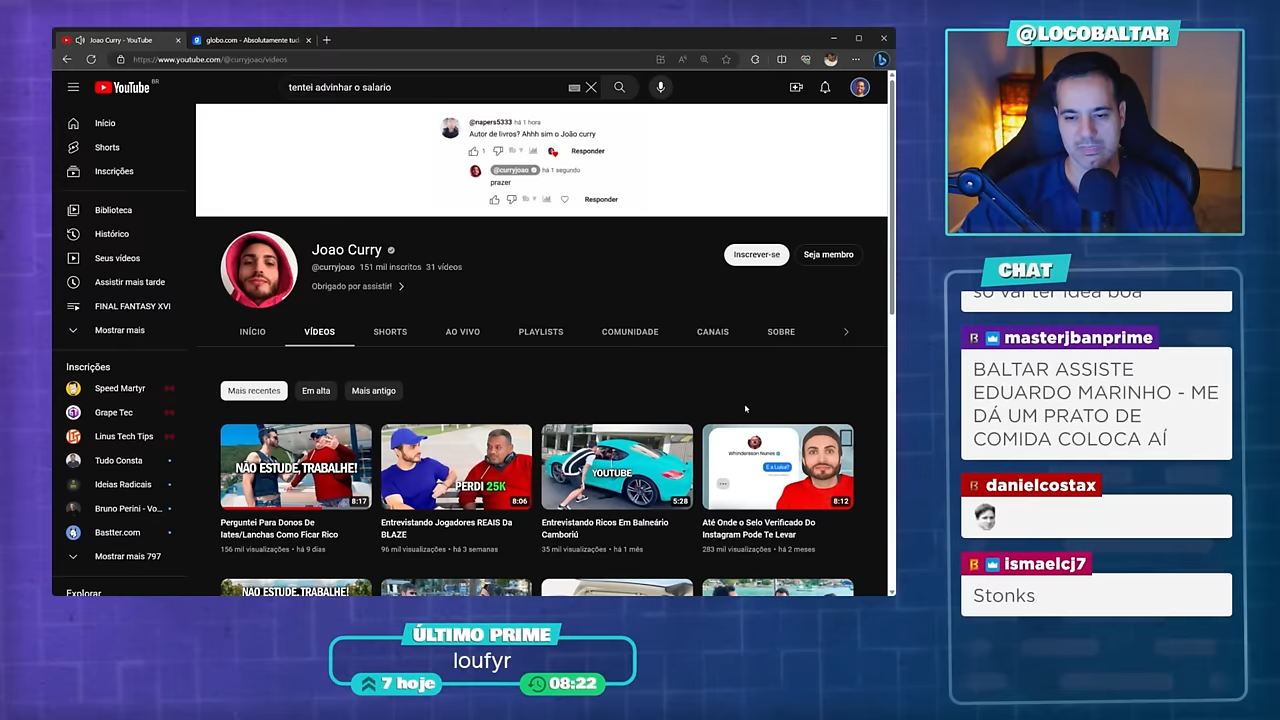 Joao Curry - YouTube
globo.com - Absolutamente tud
https://www.youtube.com/@curryjoao/videos
YouTube BR
tentei advinhar o salario
Início
Shorts
Inscrições
Biblioteca
Histórico
Seus vídeos
Assistir mais tarde
FINAL FANTASY XVI
Mostrar mais
Inscrições
Speed Martyr
Grape Tec
Linus Tech Tips
Tudo Consta
Ideias Radicais
Bruno Perini - Vo...
Bastter.com
Mostrar mais 797
Explorar
@napers5333 há 1 hora
Autor de livros? Ahhh sim o João curry
1
Responder
@curryjoao há 1 segundo
prazer
Responder
Joao Curry
@curryjoao 151 mil inscritos 31 vídeos
Obrigado por assistir!
Inscrever-se
Seja membro
INÍCIO
VÍDEOS
SHORTS
AO VIVO
PLAYLISTS
COMUNIDADE
CANAIS
SOBRE
Mais recentes
Em alta
Mais antigo
NÃO ESTUDE, TRABALHE!
8:17
Perguntei Para Donos De
Iates/Lanchas Como Ficar Rico
156 mil visualizações • há 9 dias
PERDI 25K
8:06
Entrevistando Jogadores REAIS Da
BLAZE
96 mil visualizações • há 3 semanas
YOUTUBE
5:28
Entrevistando Ricos Em Balneário
Camboriú
35 mil visualizações • há 1 mês
Whindersson Nunes
E a Luísa?
8:12
Até Onde o Selo Verificado Do
Instagram Pode Te Levar
283 mil visualizações • há 2 meses
NÃO ESTUDE, TRABALHE!
@LOCOBALTAR
CHAT
so vai ter ideia boa
B masterjbanprime
BALTAR ASSISTE
EDUARDO MARINHO - ME
DÁ UM PRATO DE
COMIDA COLOCA AÍ
B danielcostax
B ismaelcj7
Stonks
ÚLTIMO PRIME
loufyr
7 hoje
08:22